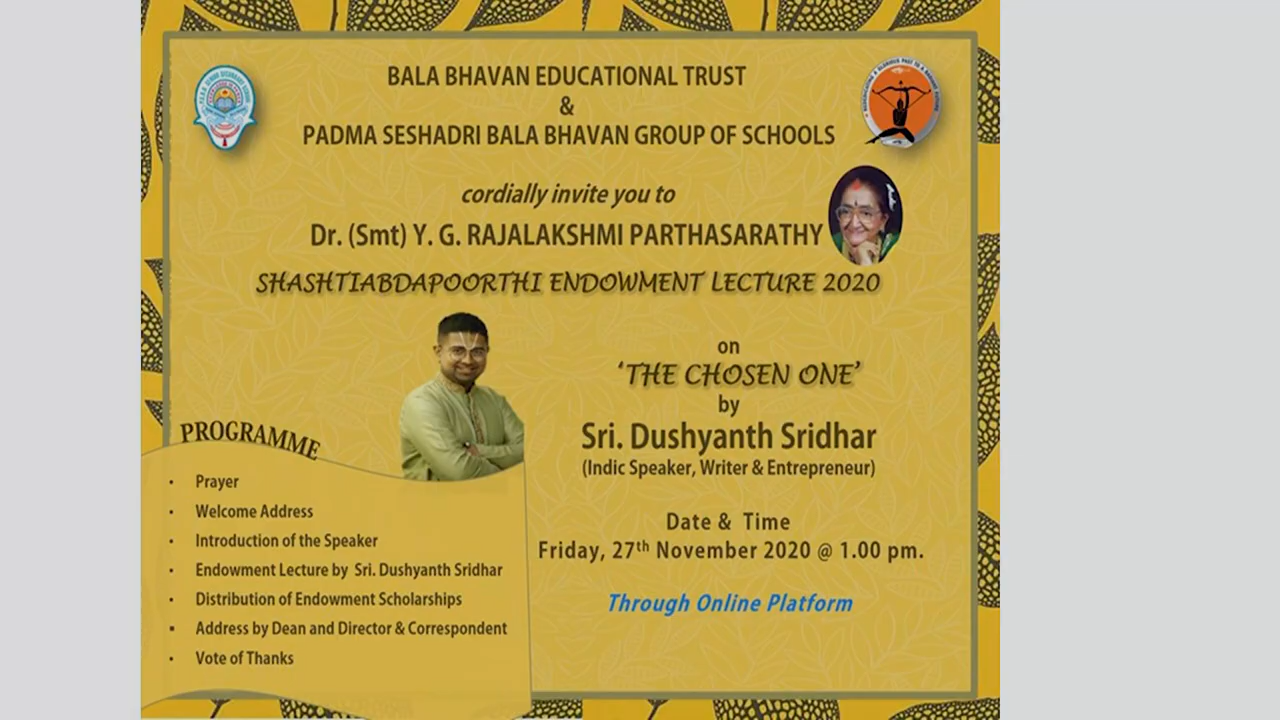 BALA BHAVAN EDUCATIONAL TRUST
&
PADMA SESHADRI BALA BHAVAN GROUP OF SCHOOLS
cordially invite you to
Dr. (Smt) Y. G. RAJALAKSHMI PARTHASARATHY
SHASHTIABDAPOORTHI ENDOWMENT LECTURE 2020
on
‘THE CHOSEN ONE’
by
Sri. Dushyanth Sridhar
(Indic Speaker, Writer & Entrepreneur)
Date & Time
Friday, 27th November 2020 @ 1.00 pm.
Through Online Platform
PROGRAMME
• Prayer
• Welcome Address
• Introduction of the Speaker
• Endowment Lecture by Sri. Dushyanth Sridhar
• Distribution of Endowment Scholarships
▪ Address by Dean and Director & Correspondent
• Vote of Thanks